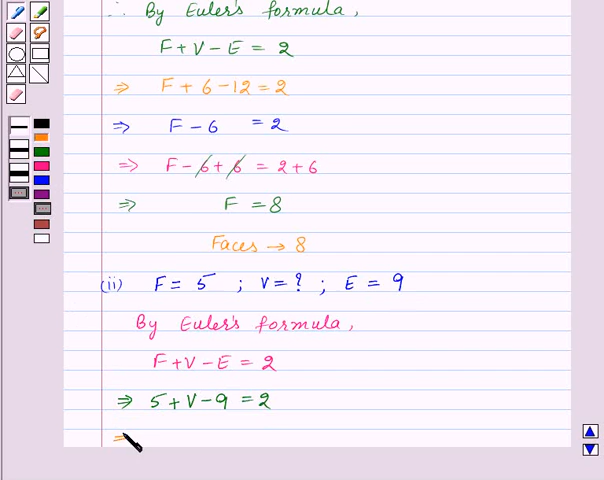 ∴ By Euler's formula,
F + V - E = 2
⇒ F + 6 - 12 = 2
⇒ F - 6 = 2
⇒ F - 6 + 6 = 2 + 6
⇒ F = 8
Faces → 8
(ii) F = 5 ; V = ? ; E = 9
By Euler's formula,
F + V - E = 2
⇒ 5 + V - 9 = 2
⇒